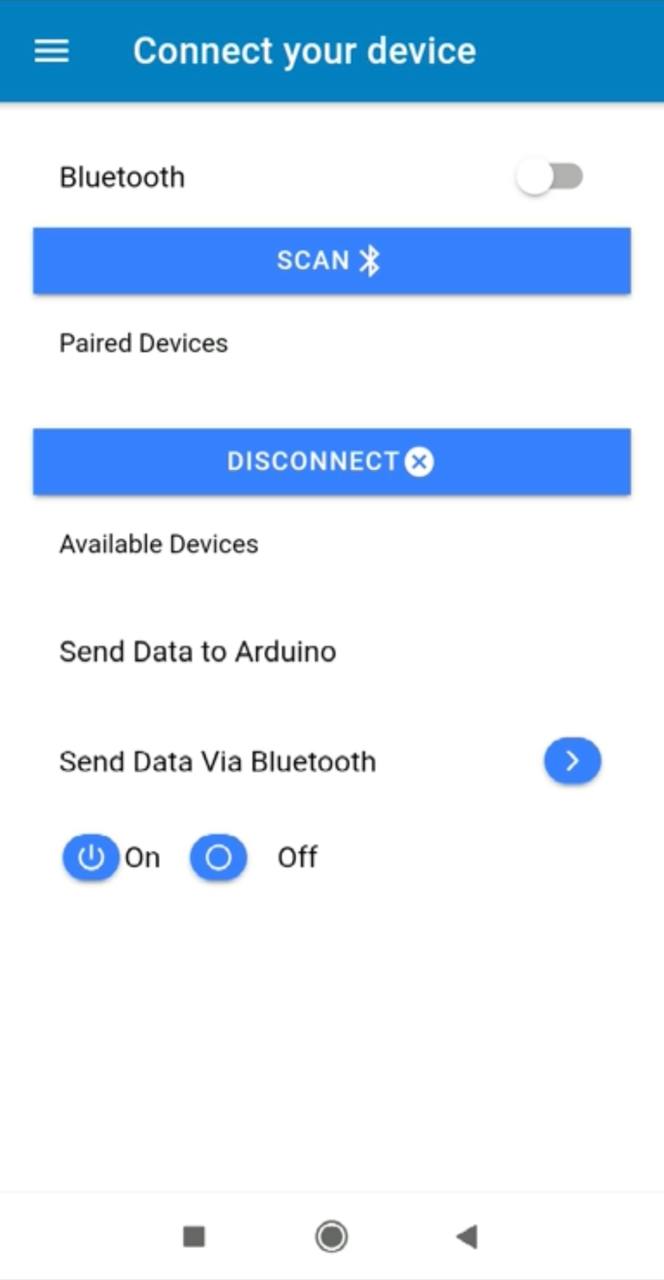 Connect your device
Bluetooth
SCAN
Paired Devices
DISCONNECT
Available Devices
Send Data to Arduino
Send Data Via Bluetooth
On Off